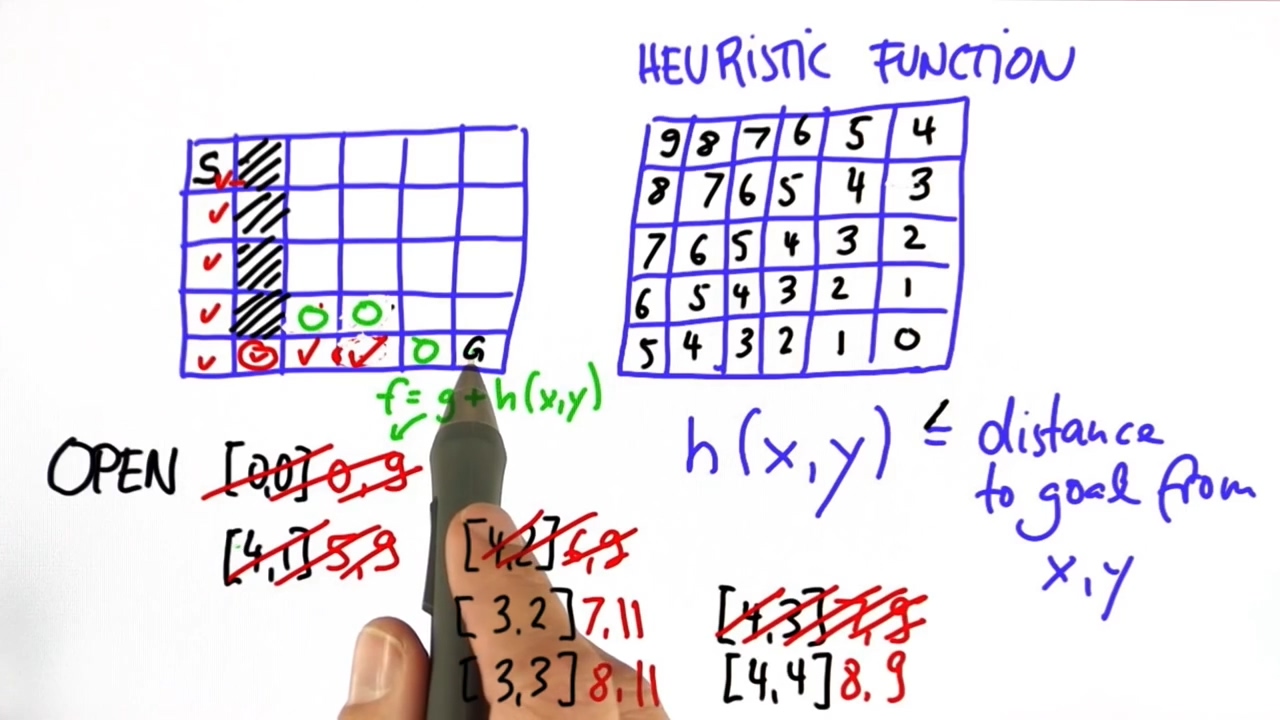 HEURISTIC FUNCTION
S
G
9 8 7 6 5 4
8 7 6 5 4 3
7 6 5 4 3 2
6 5 4 3 2 1
5 4 3 2 1 0
f = g + h(x,y)
h(x,y) ≤ distance
to goal from
x,y
OPEN [0,0] 0,9
[4,1] 5,9 [4,2] 6,9
[3,2] 7,11 [4,3] 7,9
[3,3] 8,11 [4,4] 8,9